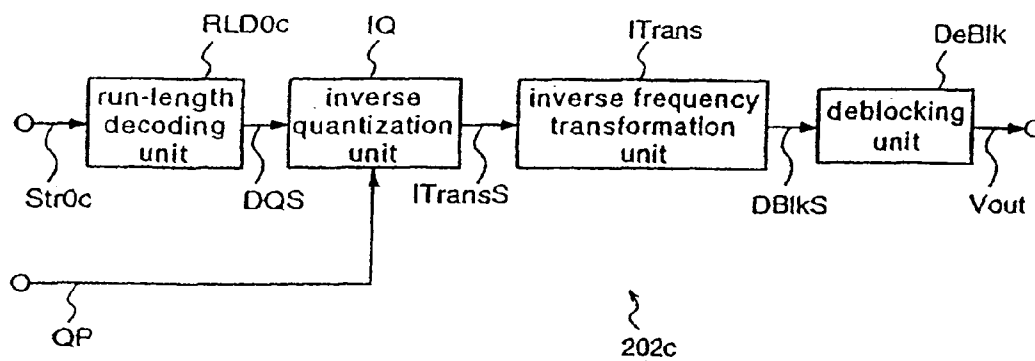 RLD0c
IQ
ITrans
DeBlk
run-length
decoding
unit
inverse
quantization
unit
inverse frequency
transformation
unit
deblocking
unit
Str0c
DQS
ITransS
DBlkS
Vout
QP
202c